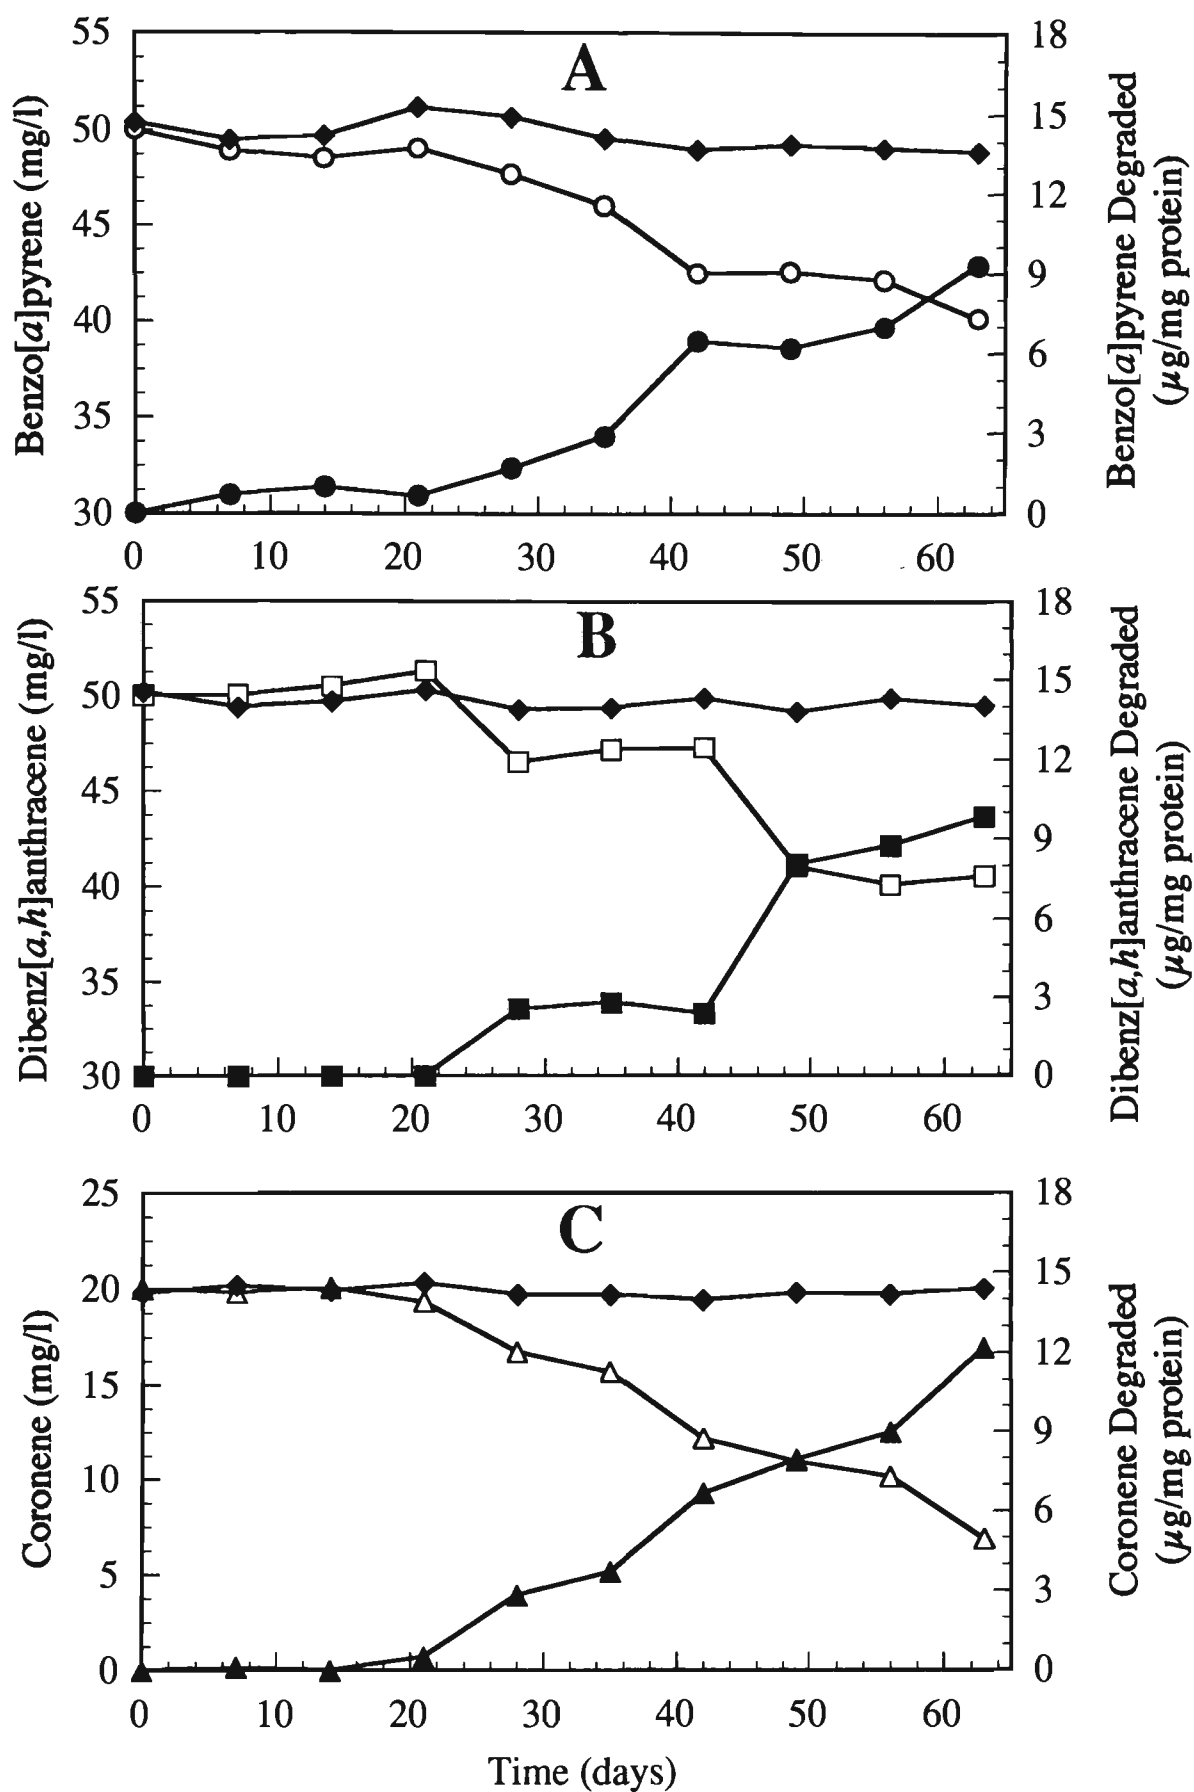 A
Benzo[a]pyrene (mg/l)
55
50
45
40
35
30
18
15
12
9
6
3
0
Benzo[a]pyrene Degraded
(µg/mg protein)
0 10 20 30 40 50 60
B
Dibenz[a,h]anthracene (mg/l)
55
50
45
40
35
30
18
15
12
9
6
3
0
Dibenz[a,h]anthracene Degraded
(µg/mg protein)
0 10 20 30 40 50 60
C
Coronene (mg/l)
25
20
15
10
5
0
18
15
12
9
6
3
0
Coronene Degraded
(µg/mg protein)
0 10 20 30 40 50 60
Time (days)